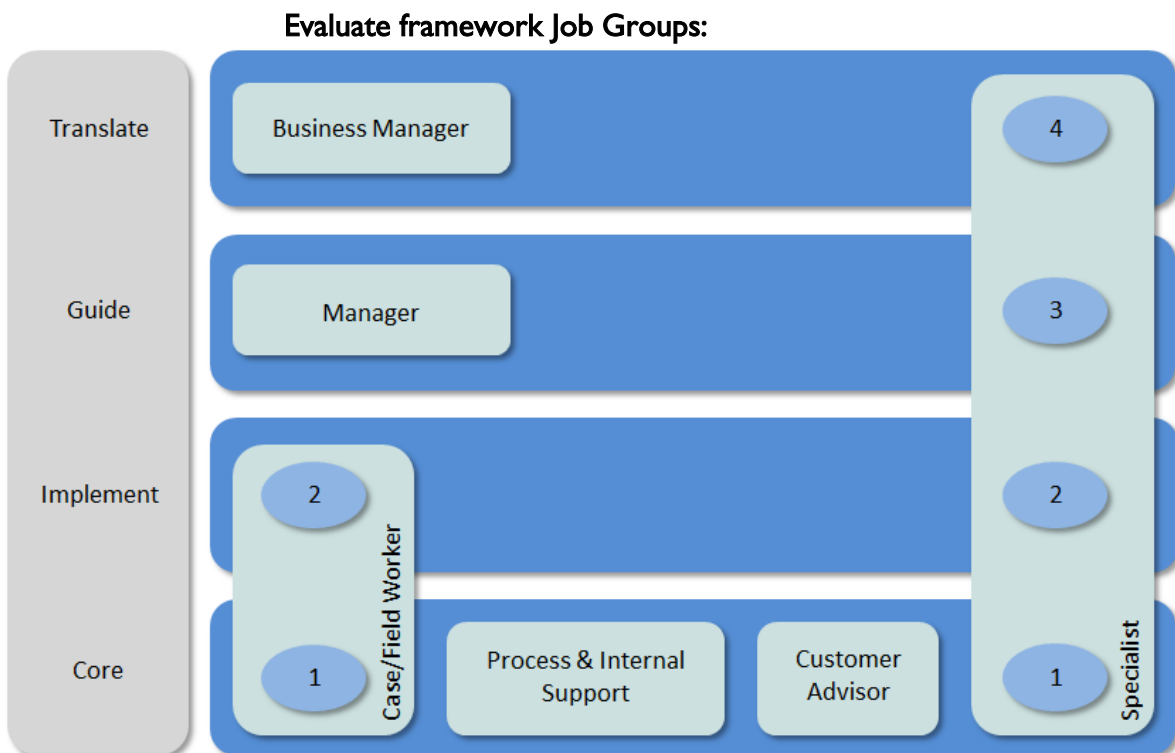 Evaluate framework Job Groups:
Translate
Business Manager
4
Guide
Manager
3
Implement
2
2
Case/Field Worker
Core
1
Process & Internal
Support
Customer
Advisor
1
Specialist